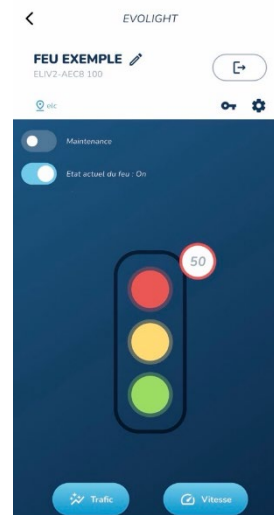 EVOLIGHT
FEU EXEMPLE
ELIV2-AEC8 100
elc
Maintenance
Etat actuel du feu : On
50
Trafic
Vitesse